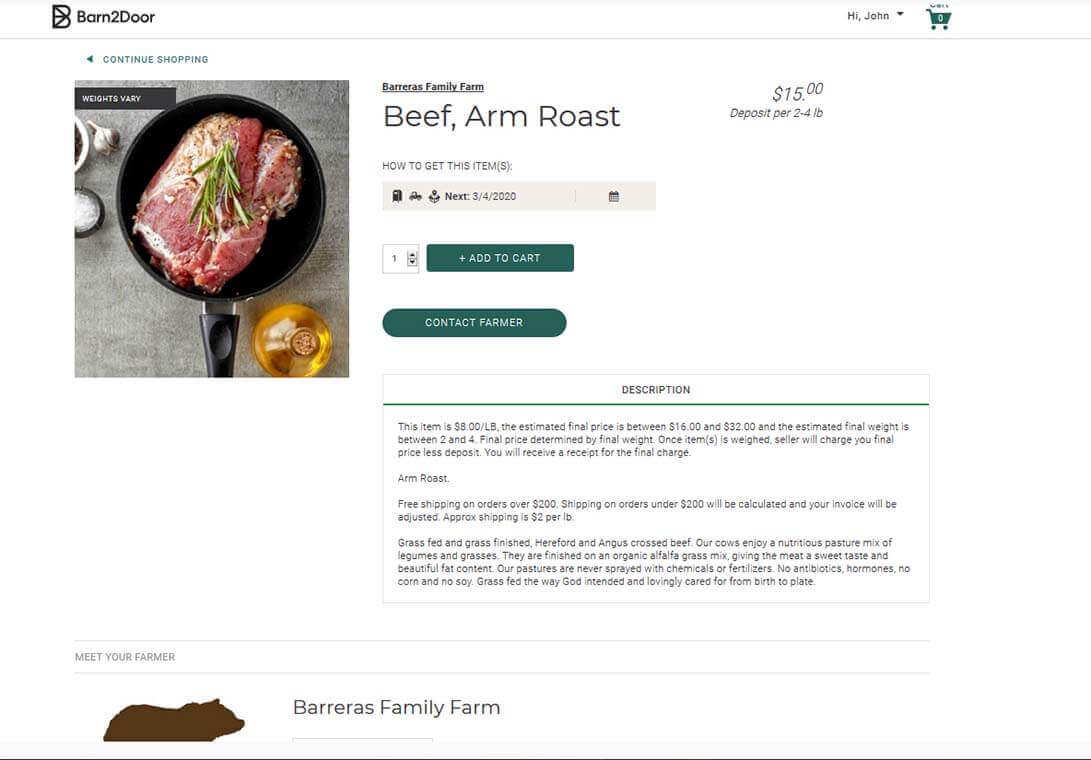 Barn2Door
Hi, John
Cart
0
CONTINUE SHOPPING
WEIGHTS VARY
Barreras Family Farm
$15.00
Beef, Arm Roast
Deposit per 2-4 lb
HOW TO GET THIS ITEM(S):
Next: 3/4/2020
1
+ ADD TO CART
CONTACT FARMER
DESCRIPTION
This item is $8.00/LB, the estimated final price is between $16.00 and $32.00 and the estimated final weight is
between 2 and 4. Final price determined by final weight. Once item(s) is weighed, seller will charge you final
price less deposit. You will receive a receipt for the final charge.
Arm Roast.
Free shipping on orders over $200. Shipping on orders under $200 will be calculated and your invoice will be
adjusted. Approx shipping is $2 per lb.
Grass fed and grass finished, Hereford and Angus crossed beef. Our cows enjoy a nutritious pasture mix of
legumes and grasses. They are finished on an organic alfalfa grass mix, giving the meat a sweet taste and
beautiful fat content. Our pastures are never sprayed with chemicals or fertilizers. No antibiotics, hormones, no
corn and no soy. Grass fed the way God intended and lovingly cared for from birth to plate.
MEET YOUR FARMER
Barreras Family Farm